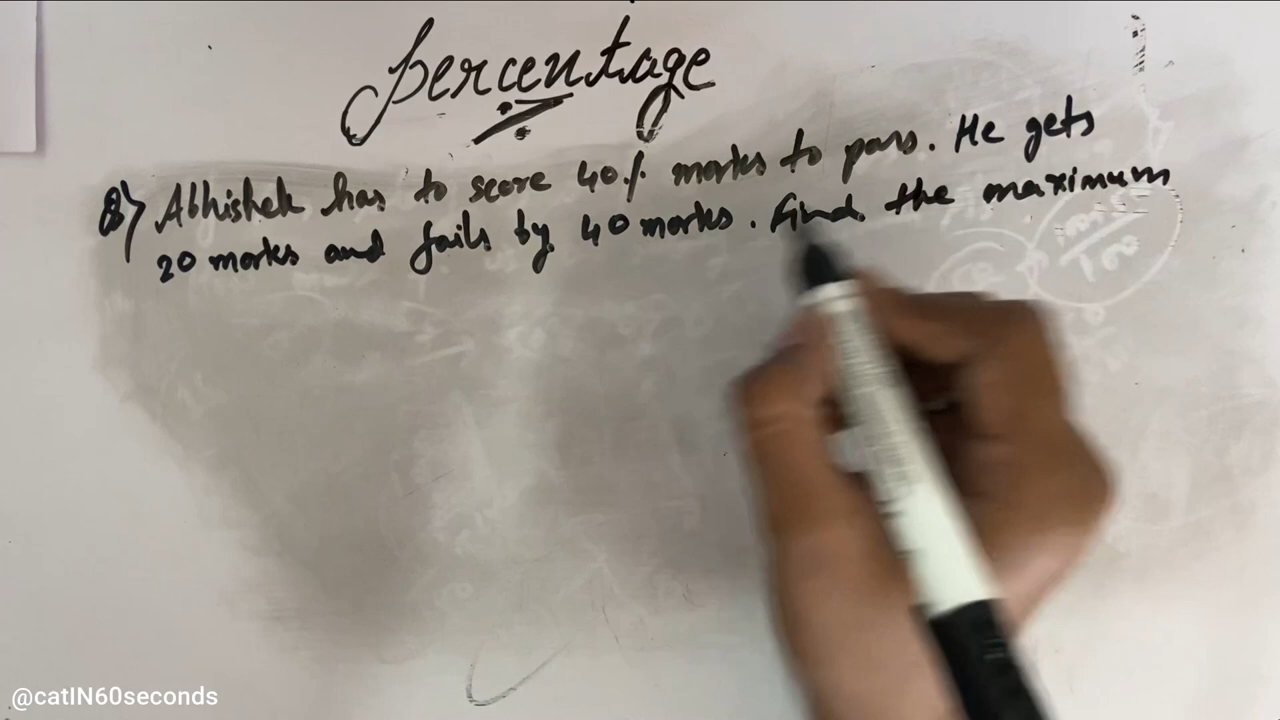 percentage
Q) Abhishek has to score 40% marks to pass. He gets
20 marks and fails by 40 marks. Find the maximum
@catIN60seconds